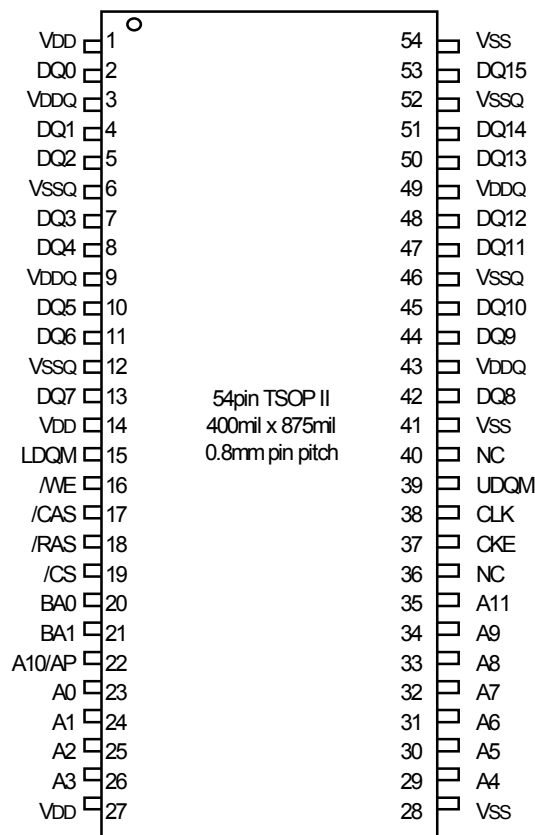 VDD 1 54 VSS
DQ0 2 53 DQ15
VDDQ 3 52 VSSQ
DQ1 4 51 DQ14
DQ2 5 50 DQ13
VSSQ 6 49 VDDQ
DQ3 7 48 DQ12
DQ4 8 47 DQ11
VDDQ 9 46 VSSQ
DQ5 10 45 DQ10
DQ6 11 44 DQ9
VSSQ 12 43 VDDQ
DQ7 13 54pin TSOP II 42 DQ8
VDD 14 400mil x 875mil 41 VSS
LDQM 15 0.8mm pin pitch 40 NC
/WE 16 39 UDQM
/CAS 17 38 CLK
/RAS 18 37 CKE
/CS 19 36 NC
BA0 20 35 A11
BA1 21 34 A9
A10/AP 22 33 A8
A0 23 32 A7
A1 24 31 A6
A2 25 30 A5
A3 26 29 A4
VDD 27 28 VSS